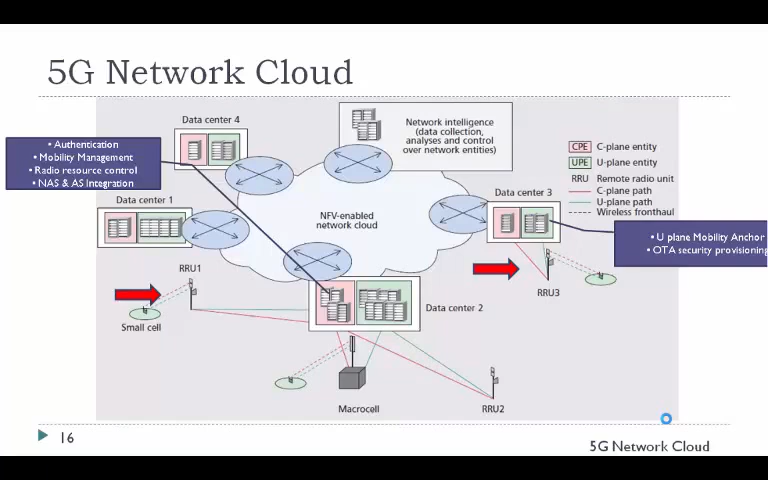 5G Network Cloud
Data center 4
Network intelligence
(data collection,
analyses and control
over network entities)
• Authentication
• Mobility Management
• Radio resource control
• NAS & AS Integration
CPE C-plane entity
UPE U-plane entity
RRU Remote radio unit
C-plane path
U-plane path
Wireless fronthaul
Data center 1
Data center 3
NFV-enabled
network cloud
• U plane Mobility Anchor
• OTA security provisioning
RRU1
RRU3
Small cell
Data center 2
Macrocell
RRU2
16
5G Network Cloud